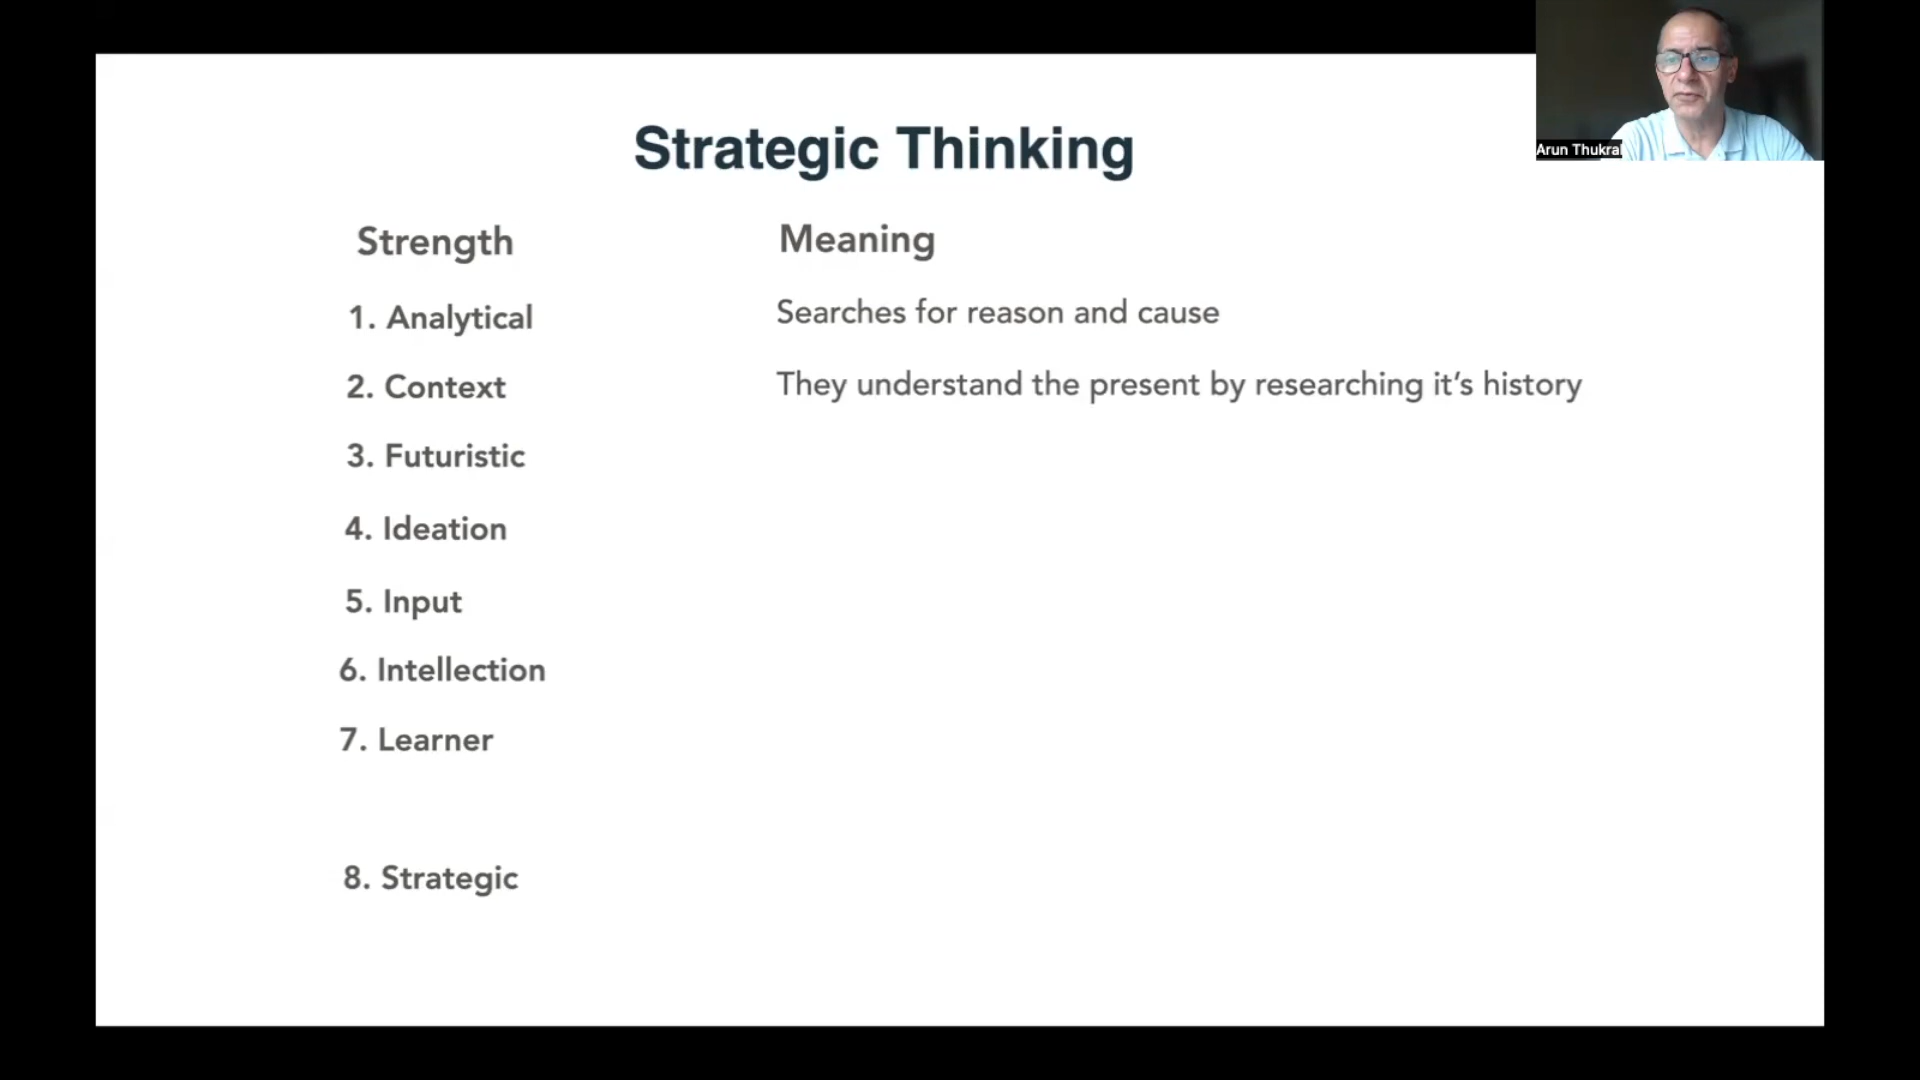 Arun Thukral
Strategic Thinking
Strength Meaning
1. Analytical Searches for reason and cause
2. Context They understand the present by researching it’s history
3. Futuristic
4. Ideation
5. Input
6. Intellection
7. Learner
8. Strategic